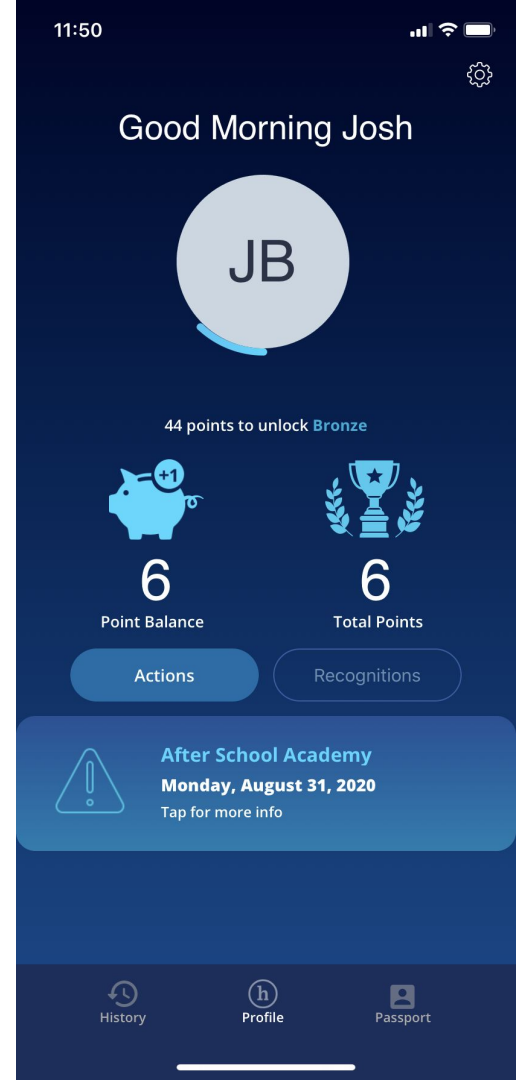 11:50
Good Morning Josh
JB
44 points to unlock Bronze
+1
6
Point Balance
6
Total Points
Actions
Recognitions
After School Academy
Monday, August 31, 2020
Tap for more info
History
h
Profile
Passport